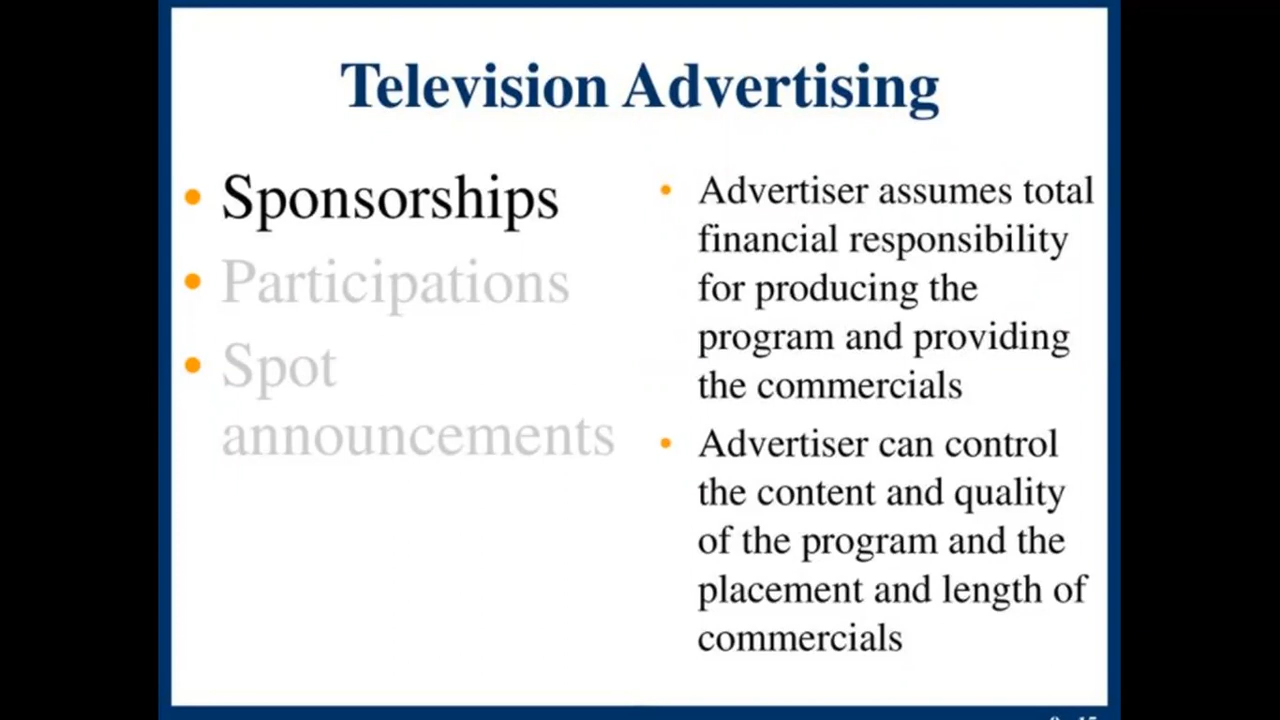 Television Advertising
• Sponsorships
• Participations
• Spot
announcements
• Advertiser assumes total
financial responsibility
for producing the
program and providing
the commercials
• Advertiser can control
the content and quality
of the program and the
placement and length of
commercials